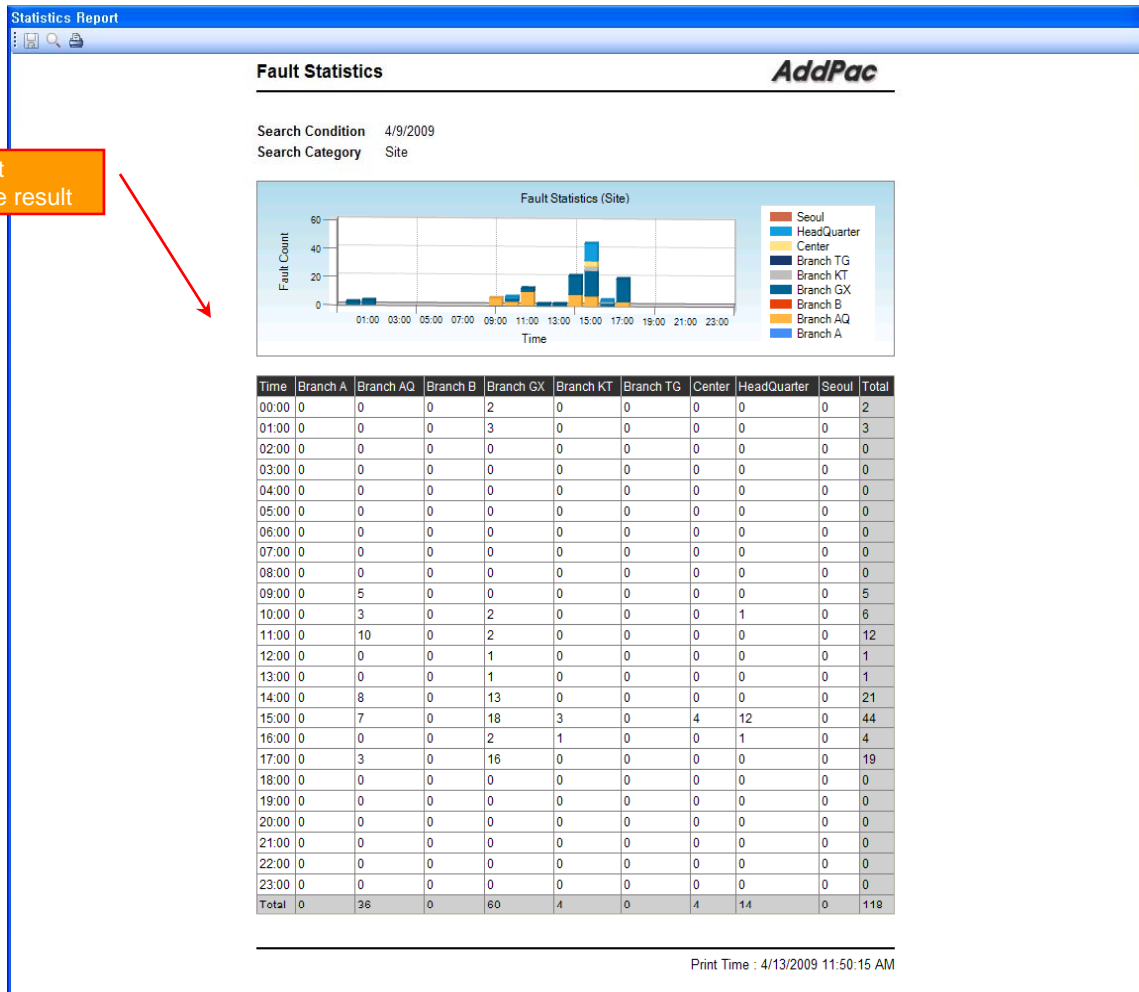 Statistics Report
Fault Statistics
AddPac
Search Condition 4/9/2009
Search Category Site
t
e result
Fault Statistics (Site)
Fault Count
60
40
20
0
01:00 03:00 05:00 07:00 09:00 11:00 13:00 15:00 17:00 19:00 21:00 23:00
Time
Seoul
HeadQuarter
Center
Branch TG
Branch KT
Branch GX
Branch B
Branch AQ
Branch A
Time Branch A Branch AQ Branch B Branch GX Branch KT Branch TG Center HeadQuarter Seoul Total
00:00 0 0 0 2 0 0 0 0 0 2
01:00 0 0 0 3 0 0 0 0 0 3
02:00 0 0 0 0 0 0 0 0 0 0
03:00 0 0 0 0 0 0 0 0 0 0
04:00 0 0 0 0 0 0 0 0 0 0
05:00 0 0 0 0 0 0 0 0 0 0
06:00 0 0 0 0 0 0 0 0 0 0
07:00 0 0 0 0 0 0 0 0 0 0
08:00 0 0 0 0 0 0 0 0 0 0
09:00 0 5 0 0 0 0 0 0 0 5
10:00 0 3 0 2 0 0 0 1 0 6
11:00 0 10 0 2 0 0 0 0 0 12
12:00 0 0 0 1 0 0 0 0 0 1
13:00 0 0 0 1 0 0 0 0 0 1
14:00 0 8 0 13 0 0 0 0 0 21
15:00 0 7 0 18 3 0 4 12 0 44
16:00 0 0 0 2 1 0 0 1 0 4
17:00 0 3 0 16 0 0 0 0 0 19
18:00 0 0 0 0 0 0 0 0 0 0
19:00 0 0 0 0 0 0 0 0 0 0
20:00 0 0 0 0 0 0 0 0 0 0
21:00 0 0 0 0 0 0 0 0 0 0
22:00 0 0 0 0 0 0 0 0 0 0
23:00 0 0 0 0 0 0 0 0 0 0
Total 0 36 0 60 4 0 4 14 0 118
Print Time : 4/13/2009 11:50:15 AM